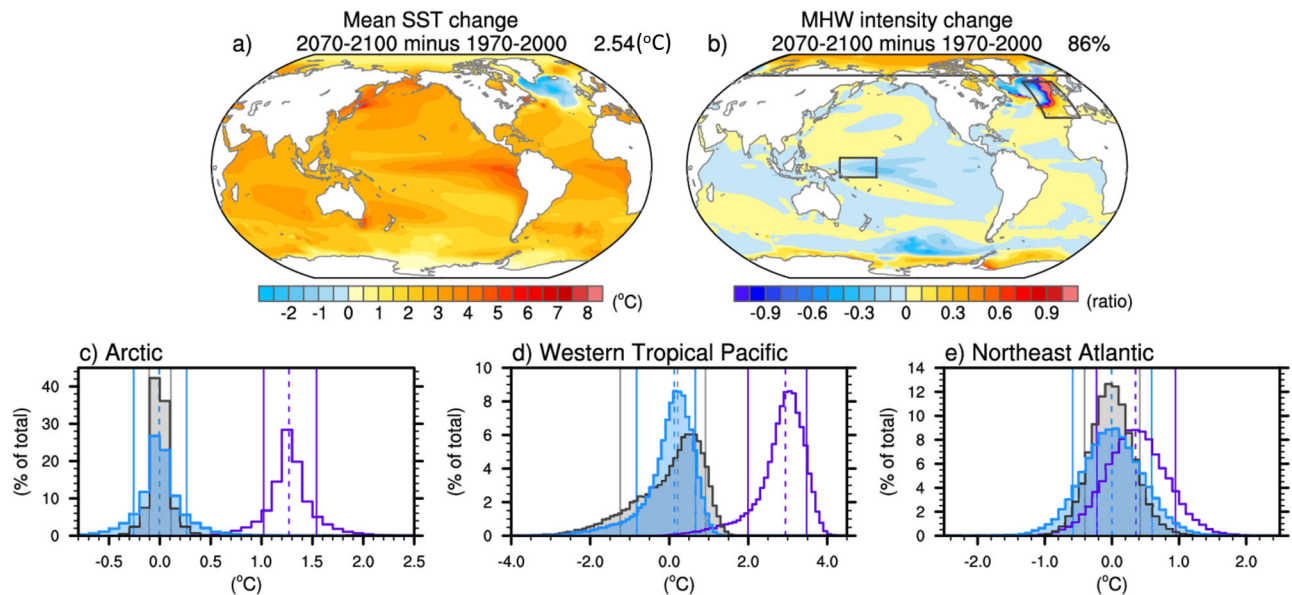 Mean SST change
a) 2070-2100 minus 1970-2000 2.54(°C)
-2 -1 0 1 2 3 4 5 6 7 8 (°C)
MHW intensity change
b) 2070-2100 minus 1970-2000 86%
-0.9 -0.6 -0.3 0 0.3 0.6 0.9 (ratio)
c) Arctic
(% of total)
40
30
20
10
0
-0.5 0.0 0.5 1.0 1.5 2.0 2.5
(°C)
d) Western Tropical Pacific
(% of total)
10
8
6
4
2
0
-4.0 -2.0 0.0 2.0 4.0
(°C)
e) Northeast Atlantic
(% of total)
14
12
10
8
6
4
2
0
-2.0 -1.0 0.0 1.0 2.0
(°C)